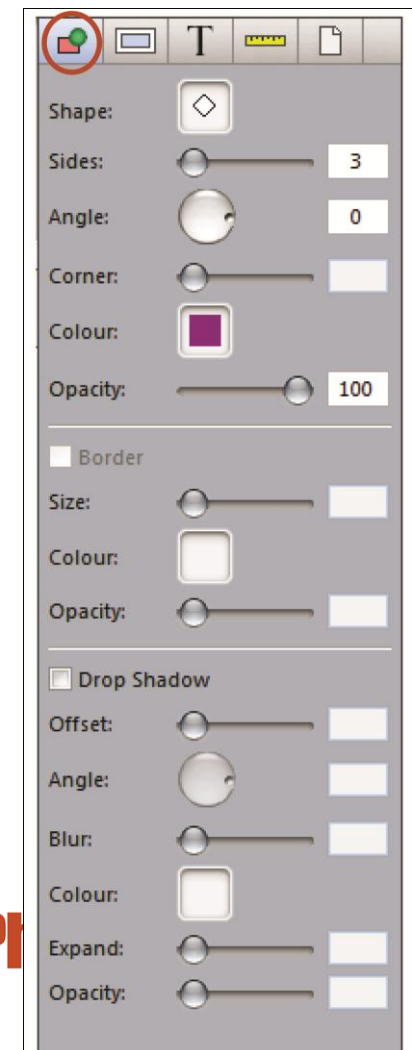 T
Shape:
Sides: 3
Angle: 0
Corner:
Colour:
Opacity: 100
Border
Size:
Colour:
Opacity:
Drop Shadow
Offset:
Angle:
Blur:
Colour:
Expand:
Opacity: